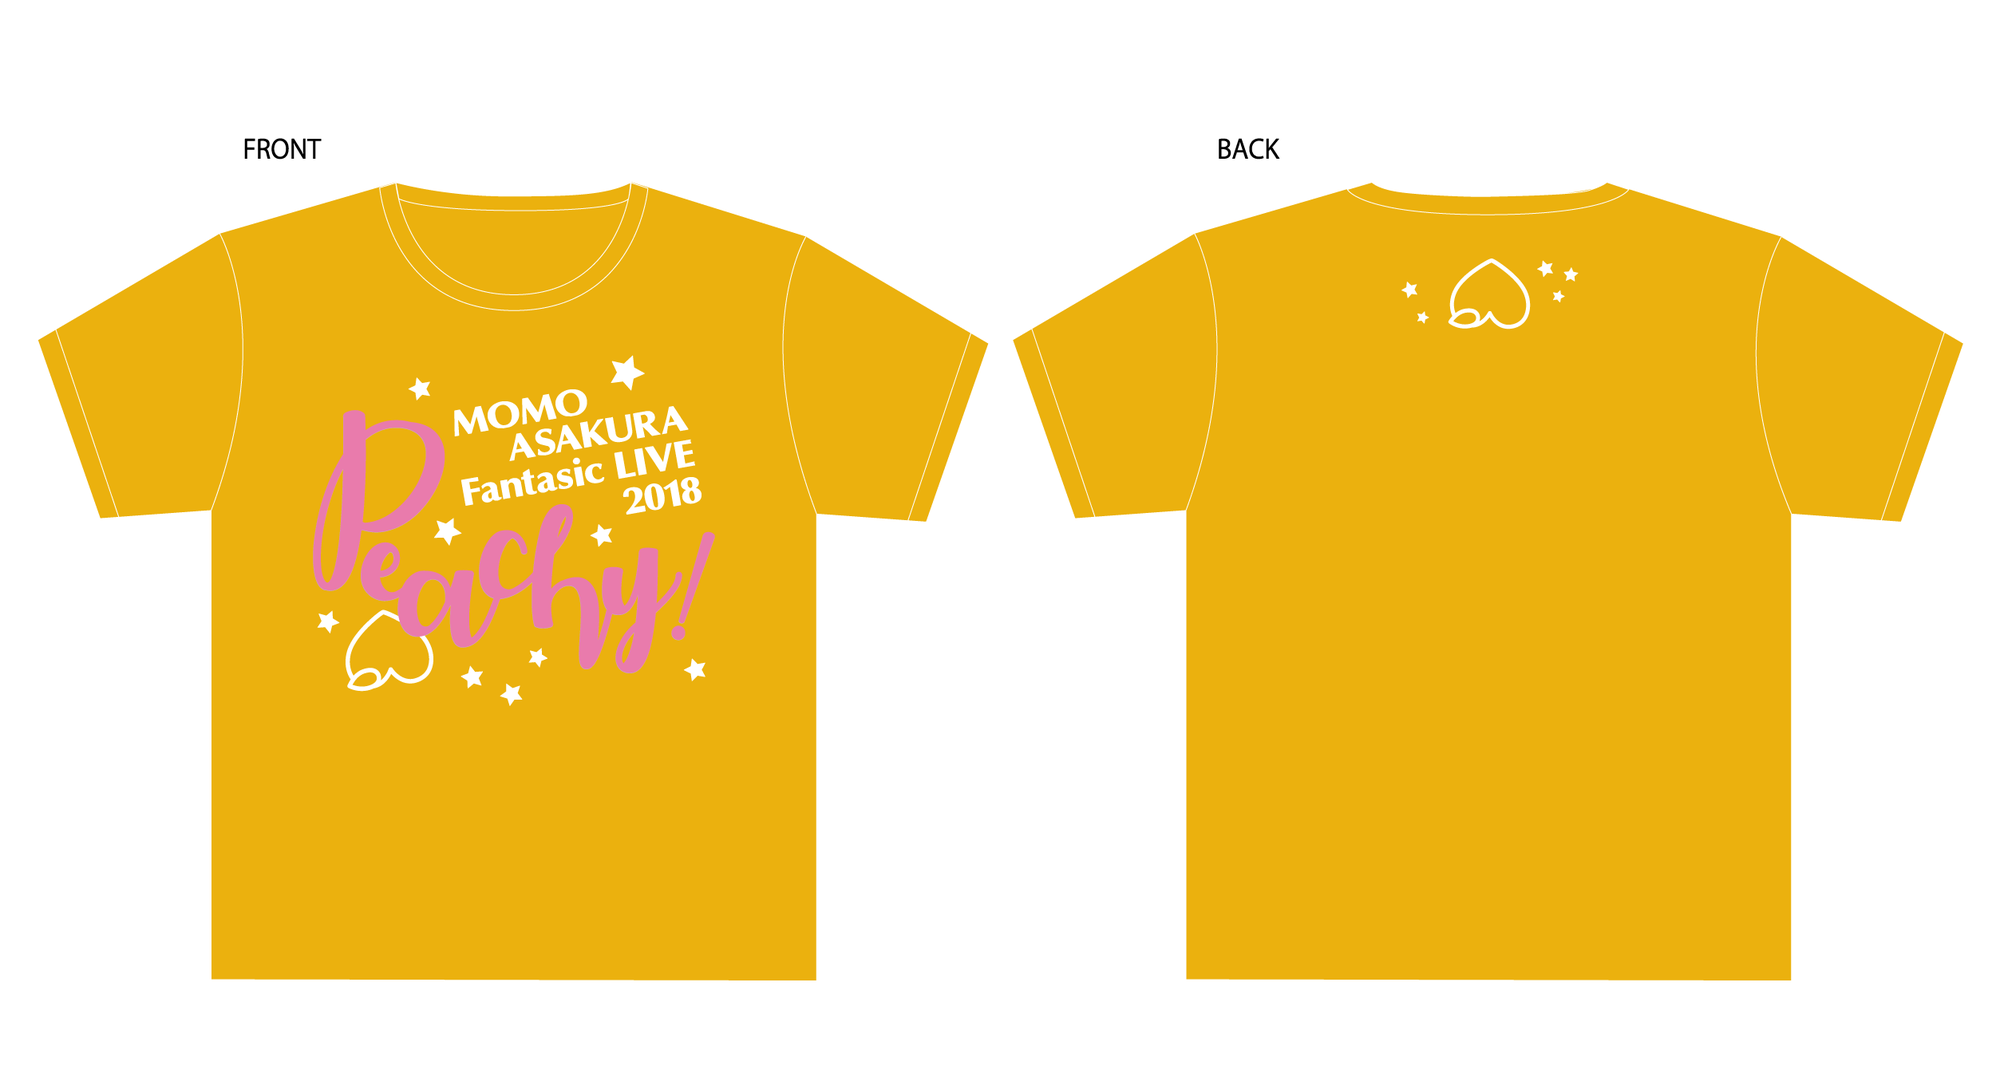 FRONT
BACK
MOMO
ASAKURA
Fantasic LIVE
2018
Peachy!